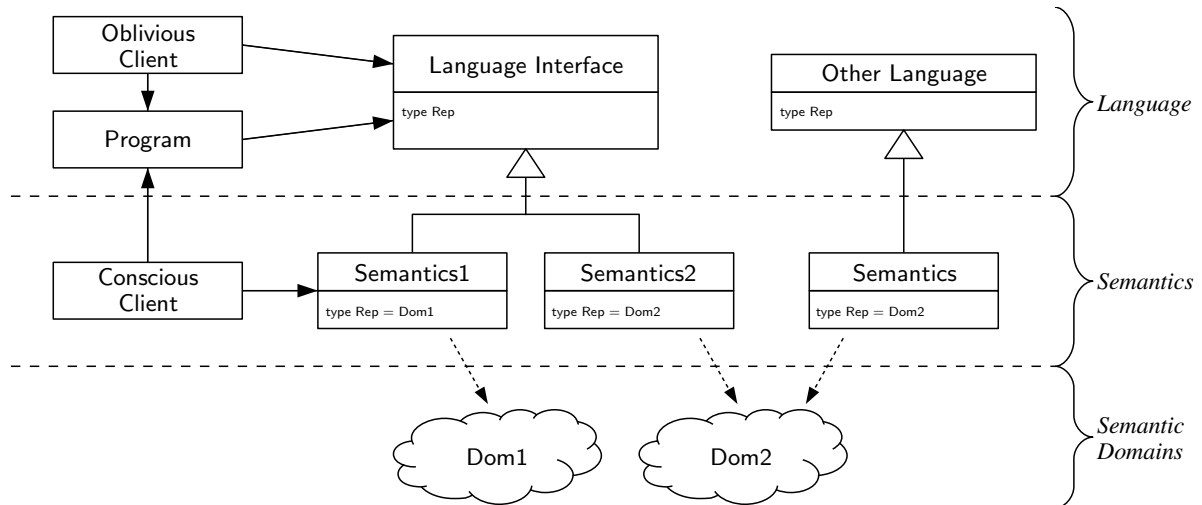 Oblivious
Client
Language Interface
type Rep
Other Language
type Rep
Language
Program
Conscious
Client
Semantics1
type Rep = Dom1
Semantics2
type Rep = Dom2
Semantics
type Rep = Dom2
Semantics
Dom1
Dom2
Semantic
Domains